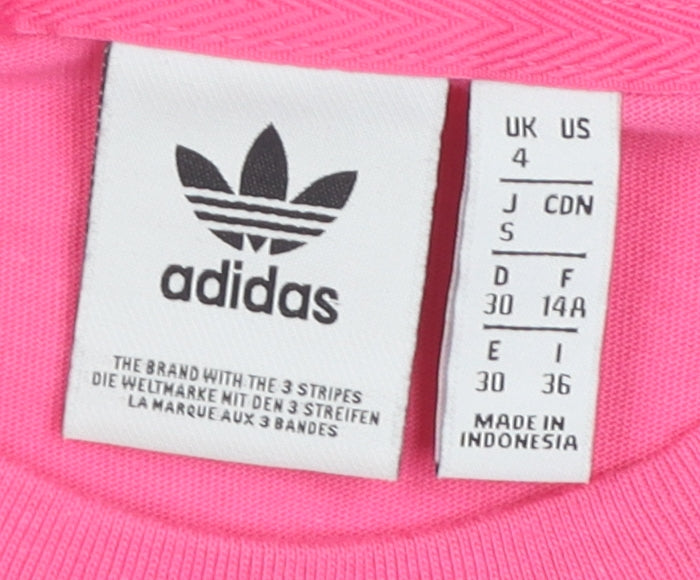 adidas
THE BRAND WITH THE 3 STRIPES
DIE WELTMARKE MIT DEN 3 STREIFEN
LA MARQUE AUX 3 BANDES
UK US
4
J CDN
S
D F
30 14A
E I
30 36
MADE IN
INDONESIA